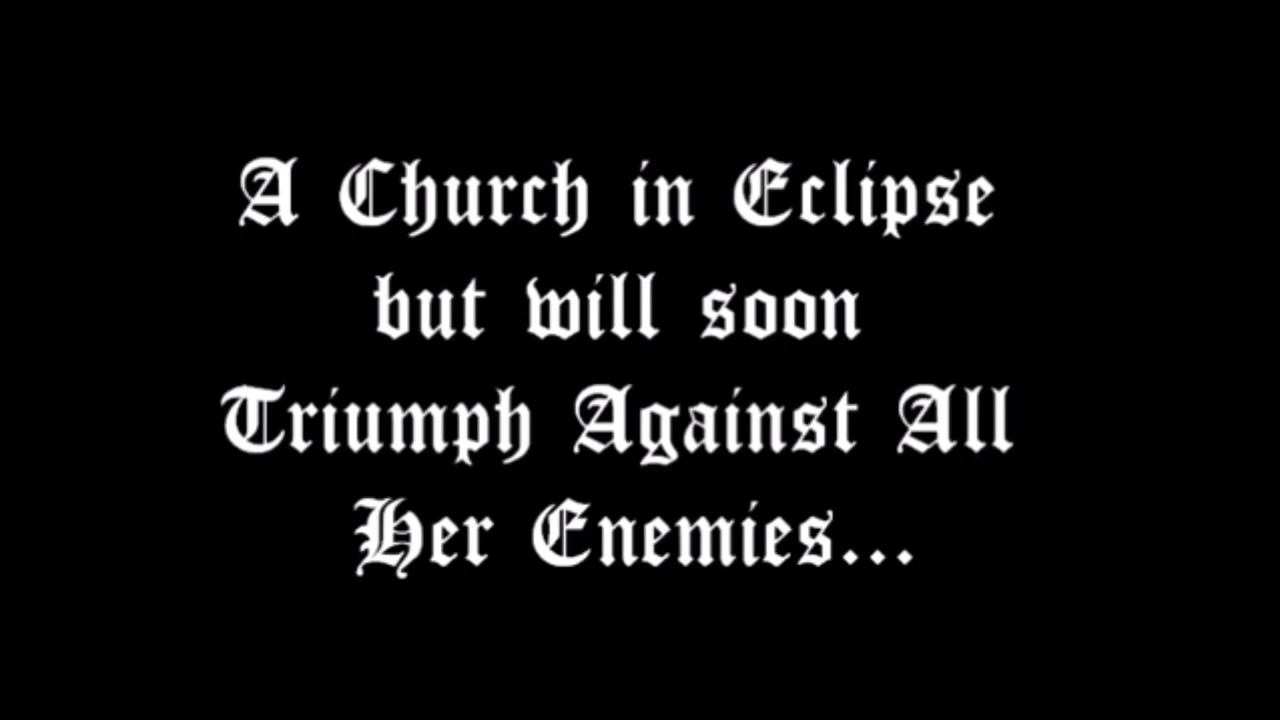 A Church in Eclipse
but will soon
Triumph Against All
Her Enemies...